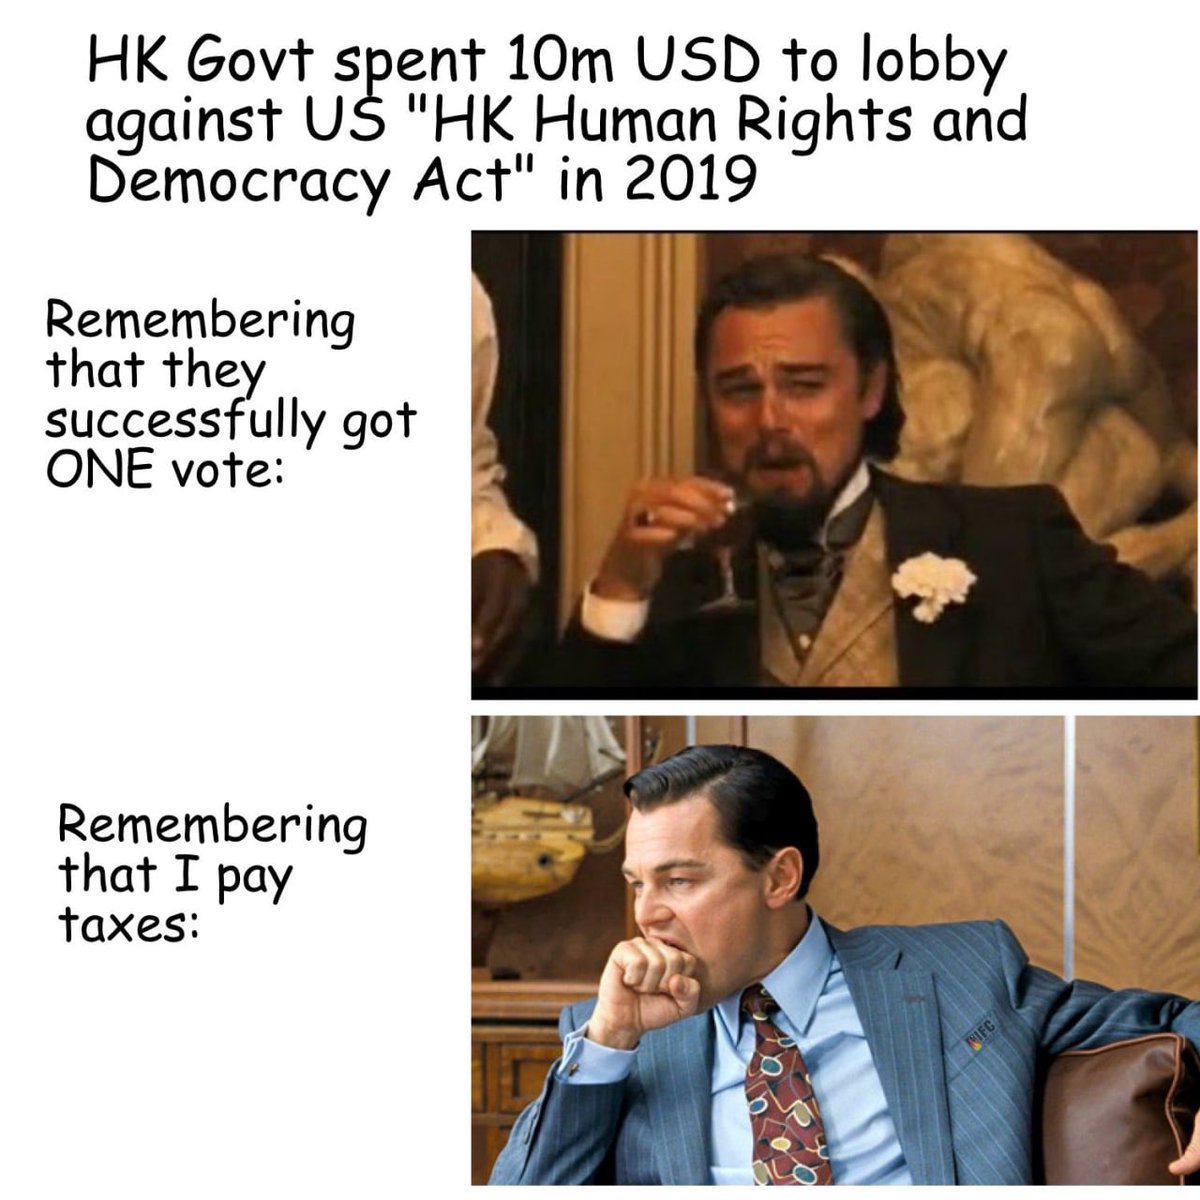 HK Govt spent 10m USD to lobby
against US "HK Human Rights and
Democracy Act" in 2019
Remembering
that they
successfully got
ONE vote:
Remembering
that I pay
taxes: